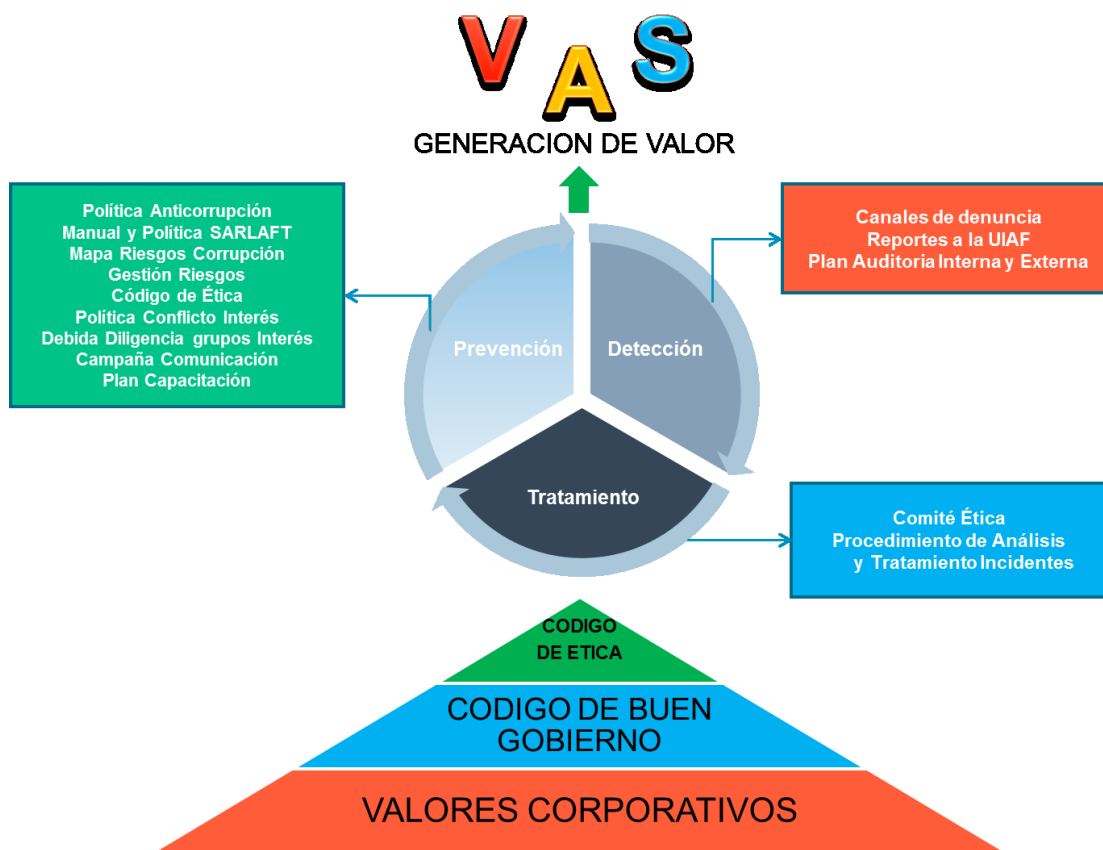 VAS
GENERACION DE VALOR
Política Anticorrupción
Manual y Política SARLAFT
Mapa Riesgos Corrupción
Gestión Riesgos
Código de Ética
Política Conflicto Interés
Debida Diligencia grupos Interés
Campaña Comunicación
Plan Capacitación
Canales de denuncia
Reportes a la UIAF
Plan Auditoria Interna y Externa
Prevención
Detección
Tratamiento
Comité Ética
Procedimiento de Análisis
y Tratamiento Incidentes
CODIGO
DE ETICA
CODIGO DE BUEN
GOBIERNO
VALORES CORPORATIVOS